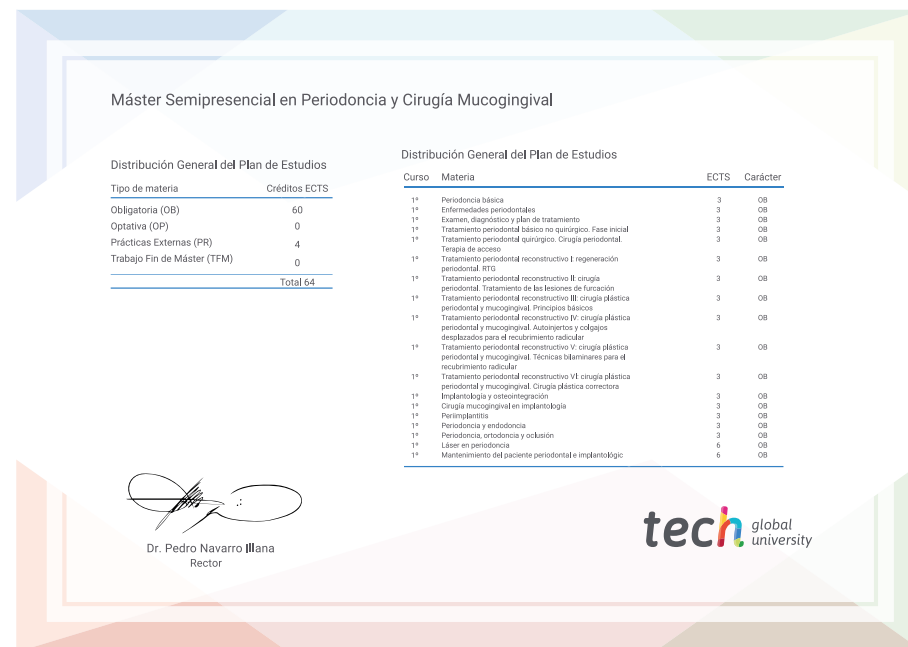 Máster Semipresencial en Periodoncia y Cirugía Mucogingival
Distribución General del Plan de Estudios
Tipo de materia Créditos ECTS
Obligatoria (OB) 60
Optativa (OP) 0
Prácticas Externas (PR) 4
Trabajo Fin de Máster (TFM) 0
Total 64
Distribución General del Plan de Estudios
Curso Materia ECTS Carácter
1º Periodoncia básica 3 OB
1º Enfermedades periodontales 3 OB
1º Examen, diagnóstico y plan de tratamiento 3 OB
1º Tratamiento periodontal básico no quirúrgico. Fase inicial 3 OB
1º Tratamiento periodontal quirúrgico. Cirugía periodontal. 3 OB
Terapia de acceso
1º Tratamiento periodontal reconstructivo I: regeneración 3 OB
periodontal. RTG
1º Tratamiento periodontal reconstructivo II: cirugía 3 OB
periodontal. Tratamiento de las lesiones de furcación
1º Tratamiento periodontal reconstructivo III: cirugía plástica 3 OB
periodontal y mucogingival. Principios básicos
1º Tratamiento periodontal reconstructivo IV: cirugía plástica 3 OB
periodontal y mucogingival. Autoinjertos y colgajos
desplazados para el recubrimiento radicular
1º Tratamiento periodontal reconstructivo V: cirugía plástica 3 OB
periodontal y mucogingival. Técnicas bilaminares para el
recubrimiento radicular
1º Tratamiento periodontal reconstructivo VI: cirugía plástica 3 OB
periodontal y mucogingival. Cirugía plástica correctora
1º Implantología y osteointegración 3 OB
1º Cirugía mucogingival en implantología 3 OB
1º Periimplantitis 3 OB
1º Periodoncia y endodoncia 3 OB
1º Periodoncia, ortodoncia y oclusión 3 OB
1º Láser en periodoncia 6 OB
1º Mantenimiento del paciente periodontal e implantológic 6 OB
Dr. Pedro Navarro Illana
Rector
tech global
university